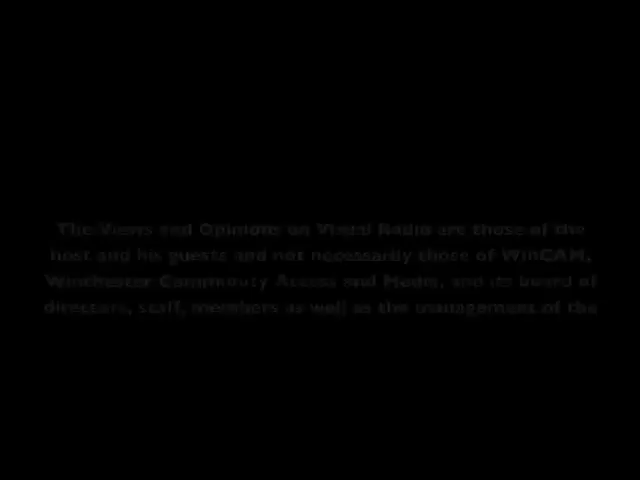 The Views and Opinions on Visual Radio are those of the
host and his guests and not necessarily those of WinCAM,
Winchester Community Access and Media, and its board of
directors, staff, members as well as the management of the